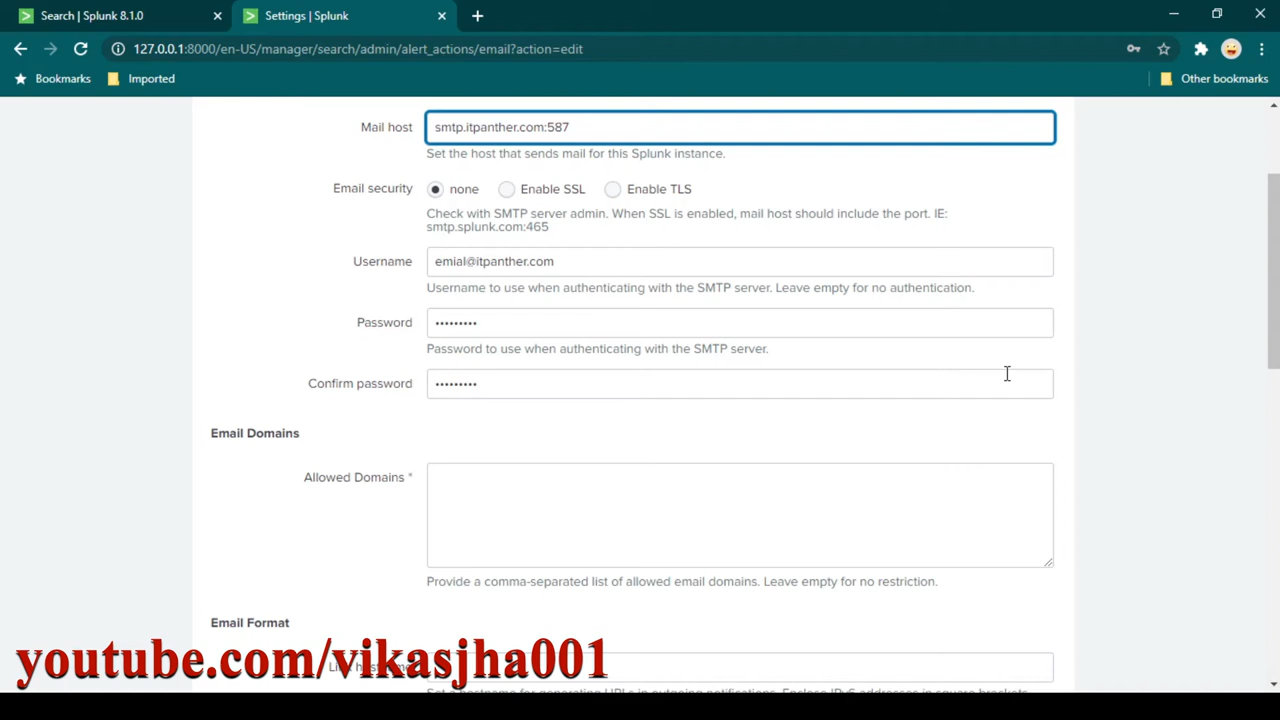 Search | Splunk 8.1.0
Settings | Splunk
127.0.0.1:8000/en-US/manager/search/admin/alert_actions/email?action=edit
Bookmarks
Imported
Other bookmarks
Mail host
smtp.itpanther.com:587
Set the host that sends mail for this Splunk instance.
Email security
none
Enable SSL
Enable TLS
Check with SMTP server admin. When SSL is enabled, mail host should include the port. IE:
smtp.splunk.com:465
Username
emial@itpanther.com
Username to use when authenticating with the SMTP server. Leave empty for no authentication.
Password
•••••••••
Password to use when authenticating with the SMTP server.
Confirm password
•••••••••
Email Domains
Allowed Domains *
Provide a comma-separated list of allowed email domains. Leave empty for no restriction.
Email Format
youtube.com/vikasjha001
Set a hostname for generating URLs in outgoing notifications. Enclose IPv6 addresses in square brackets